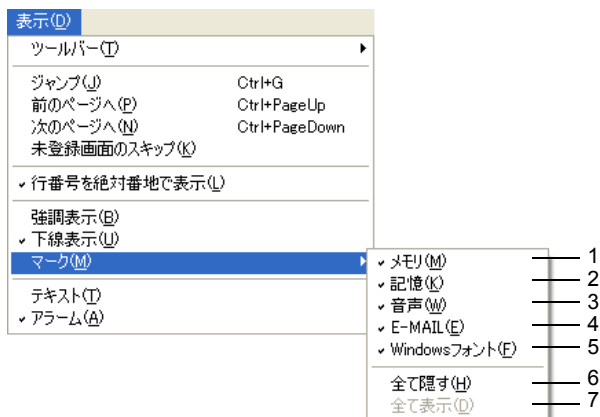 表示(D)
ツールバー(T)
ジャンプ(J) Ctrl+G
前のページへ(P) Ctrl+PageUp
次のページへ(N) Ctrl+PageDown
未登録画面のスキップ(K)
行番号を絶対番地で表示(L)
強調表示(B)
下線表示(U)
マーク(M)
テキスト(T)
アラーム(A)
メモリ(M) 1
記憶(K) 2
音声(W) 3
E-MAIL(E) 4
Windowsフォント(F) 5
全て隠す(H) 6
全て表示(D) 7